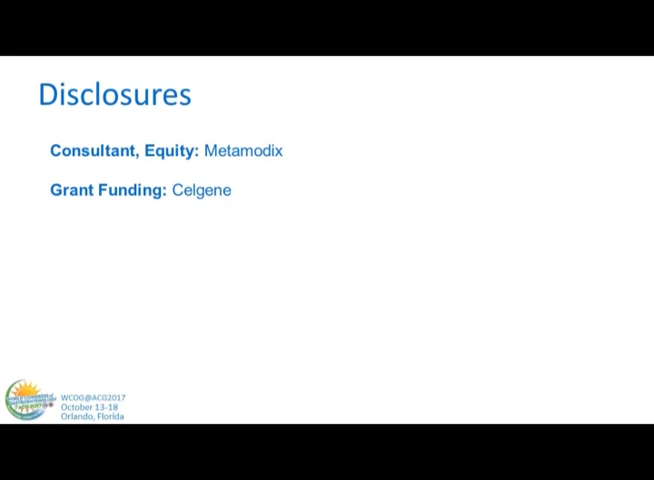 Disclosures
Consultant, Equity: Metamodix
Grant Funding: Celgene
WCOG@ACG2017
October 13-18
Orlando, Florida